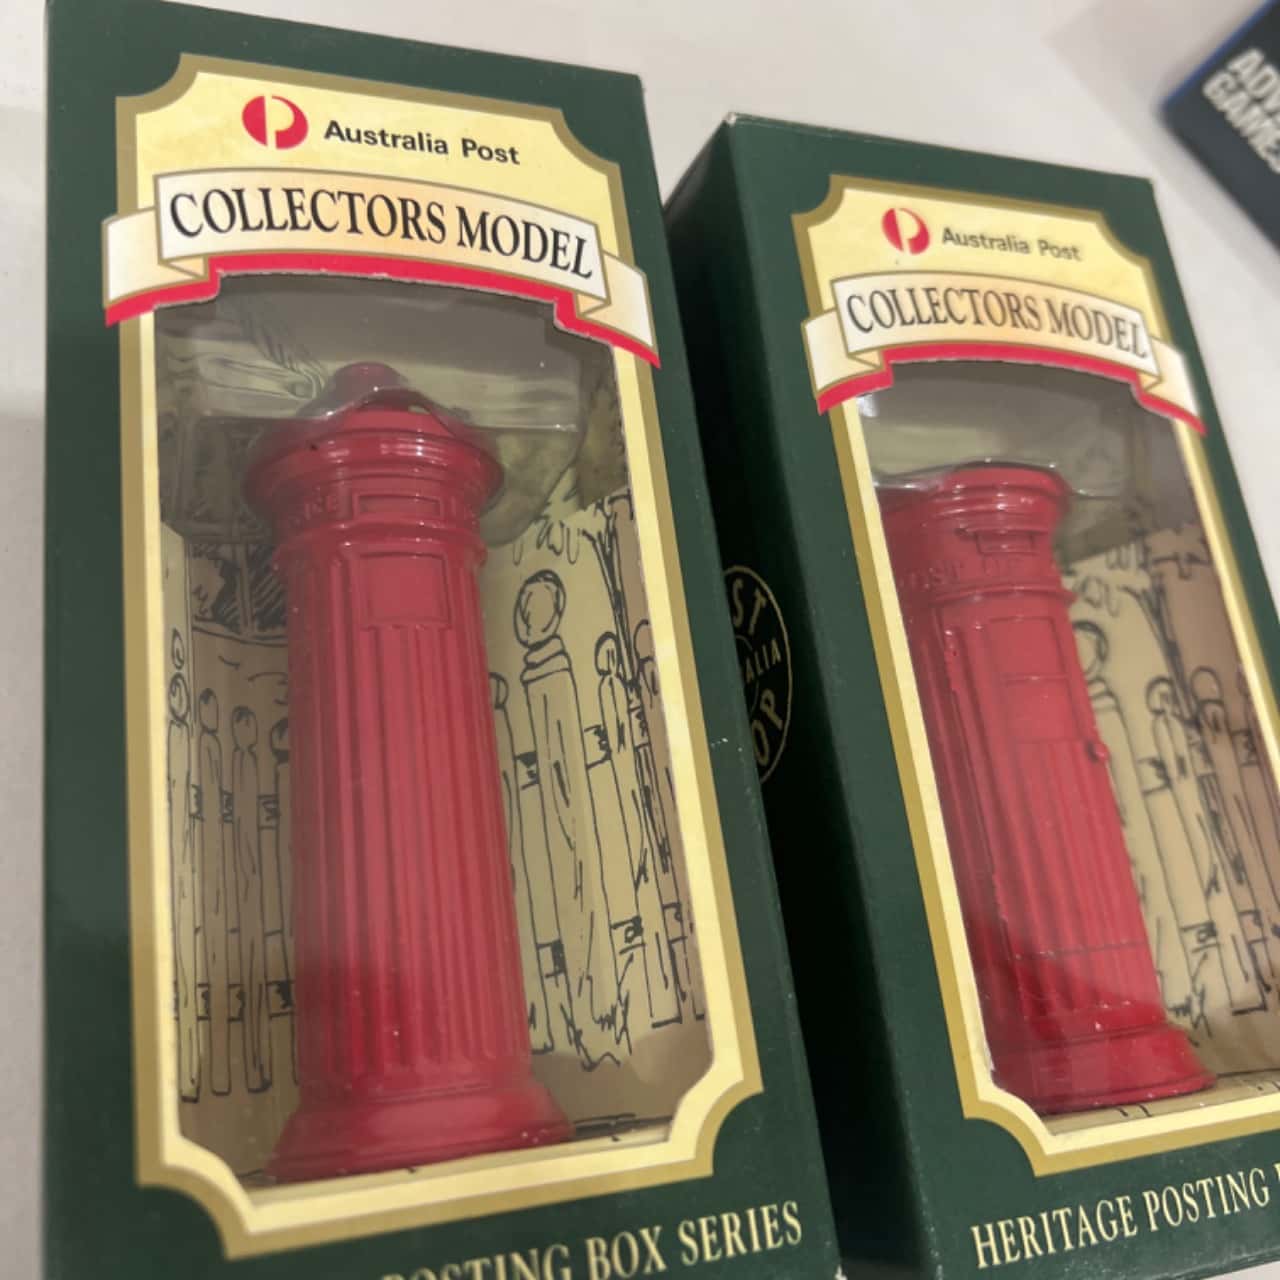 Australia Post
COLLECTORS MODEL
POSTING BOX SERIES
Australia Post
COLLECTORS MODEL
HERITAGE POSTING